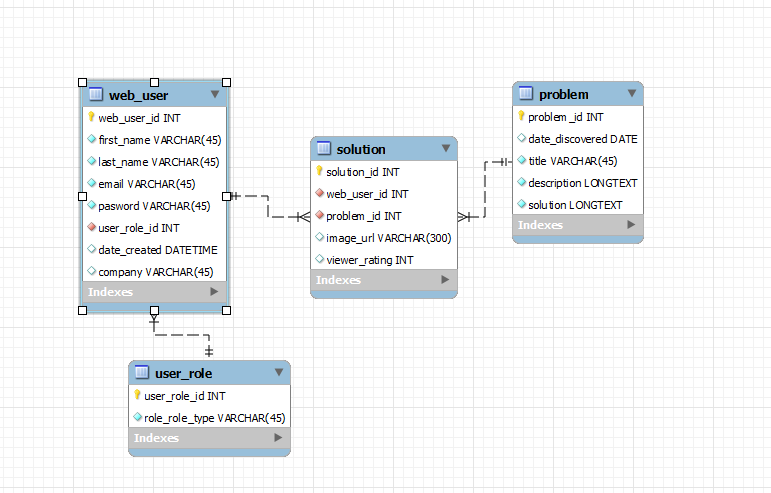 web_user
web_user_id INT
first_name VARCHAR(45)
last_name VARCHAR(45)
email VARCHAR(45)
pasword VARCHAR(45)
user_role_id INT
date_created DATETIME
company VARCHAR(45)
Indexes
solution
solution_id INT
web_user_id INT
problem_id INT
image_url VARCHAR(300)
viewer_rating INT
Indexes
problem
problem_id INT
date_discovered DATE
title VARCHAR(45)
description LONGTEXT
solution LONGTEXT
Indexes
user_role
user_role_id INT
role_role_type VARCHAR(45)
Indexes